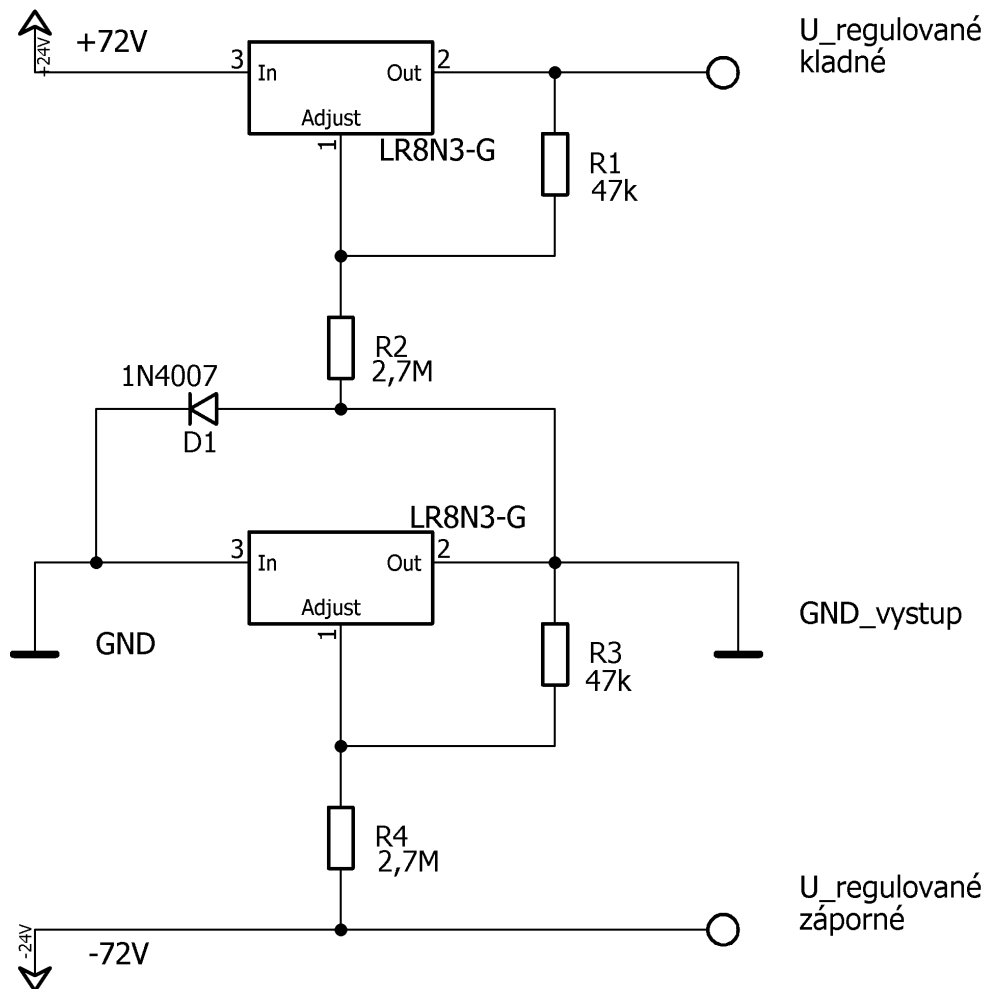 +24V
+72V
U_regulované
kladné
3
In
Out
2
Adjust
1
LR8N3-G
R1
47k
R2
2,7M
1N4007
D1
LR8N3-G
3
In
Out
2
Adjust
1
GND
GND_vystup
R3
47k
R4
2,7M
U_regulované
záporné
-24V
-72V